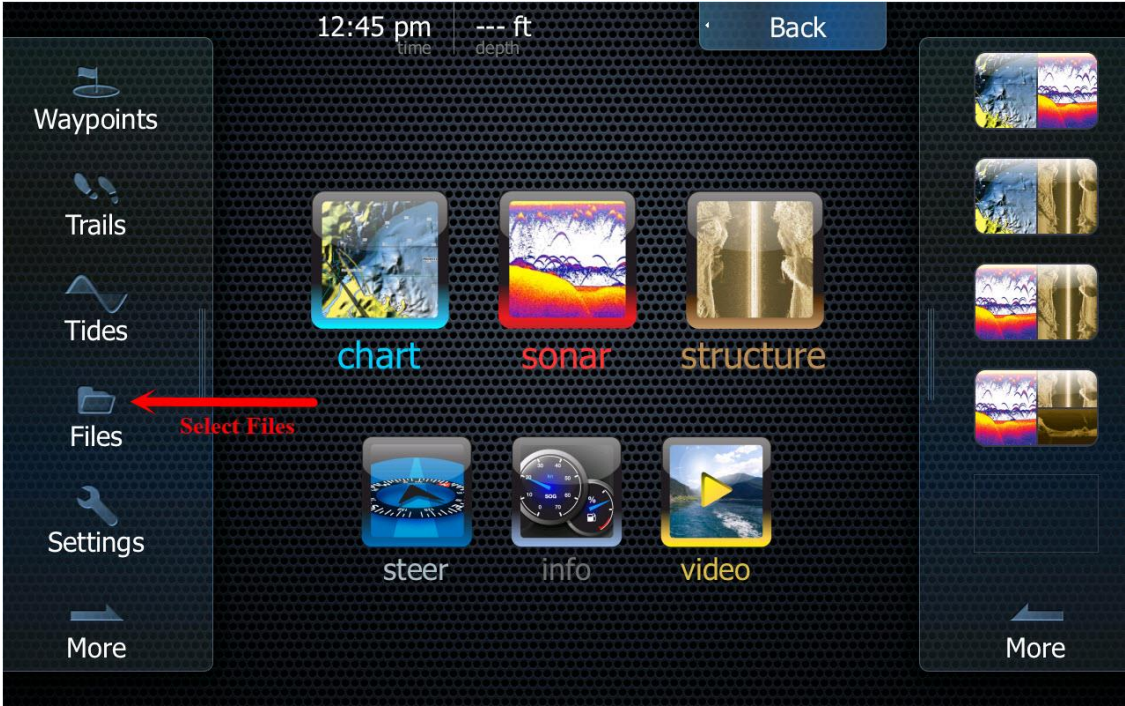 12:45 pm
time
--- ft
depth
Back
Waypoints
Trails
Tides
Files
Select Files
Settings
More
chart
sonar
structure
steer
info
video
More